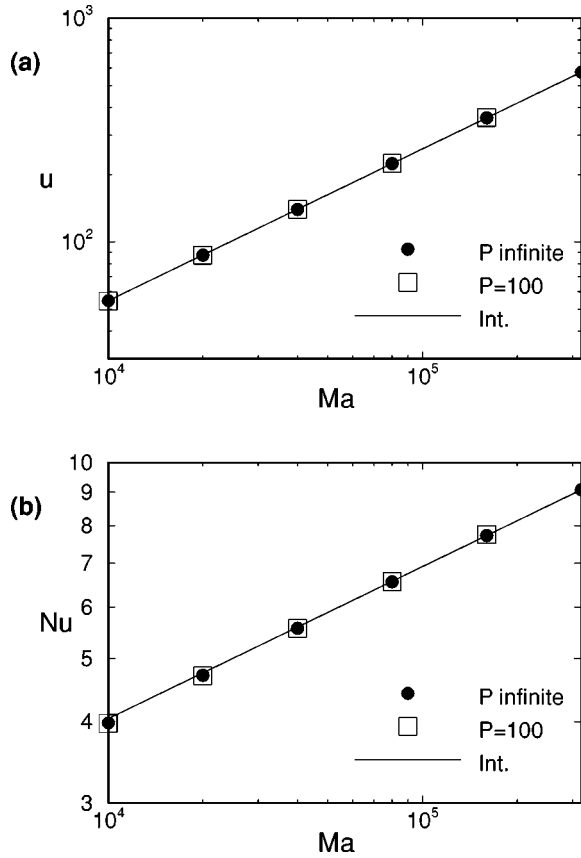 10³
(a)
u
10²
P infinite
P=100
Int.
10⁴ 10⁵
Ma
10
9
(b)
8
7
6
Nu
5
P infinite
4
P=100
Int.
3
10⁴ 10⁵
Ma